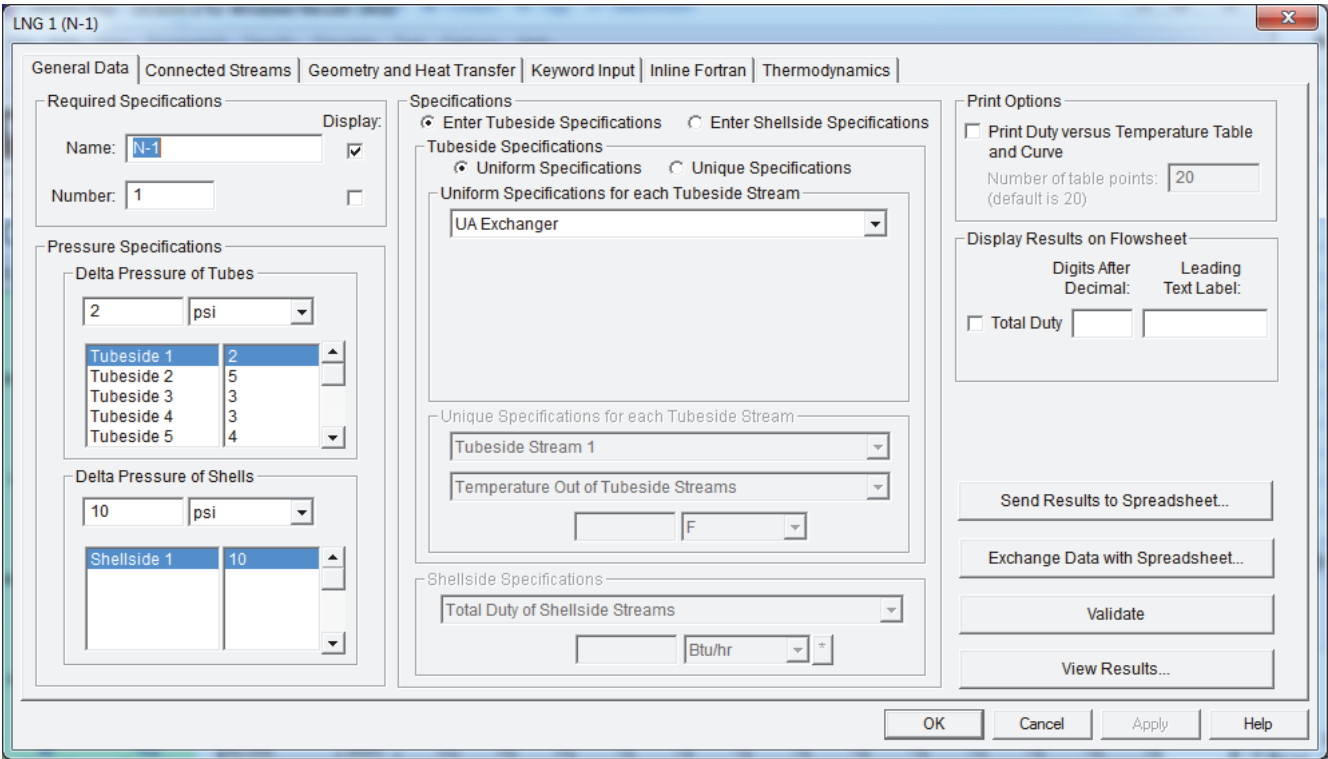 LNG 1 (N-1)
General Data
Connected Streams
Geometry and Heat Transfer
Keyword Input
Inline Fortran
Thermodynamics
Required Specifications
Display:
Name: N-1
Number: 1
Pressure Specifications
Delta Pressure of Tubes
2 psi
Tubeside 1 2
Tubeside 2 5
Tubeside 3 3
Tubeside 4 3
Tubeside 5 4
Delta Pressure of Shells
10 psi
Shellside 1 10
Specifications
Enter Tubeside Specifications Enter Shellside Specifications
Tubeside Specifications
Uniform Specifications Unique Specifications
Uniform Specifications for each Tubeside Stream
UA Exchanger
Unique Specifications for each Tubeside Stream
Tubeside Stream 1
Temperature Out of Tubeside Streams
F
Shellside Specifications
Total Duty of Shellside Streams
Btu/hr *
Print Options
Print Duty versus Temperature Table
and Curve
Number of table points: 20
(default is 20)
Display Results on Flowsheet
Digits After Leading
Decimal: Text Label:
Total Duty
Send Results to Spreadsheet...
Exchange Data with Spreadsheet...
Validate
View Results...
OK Cancel Apply Help